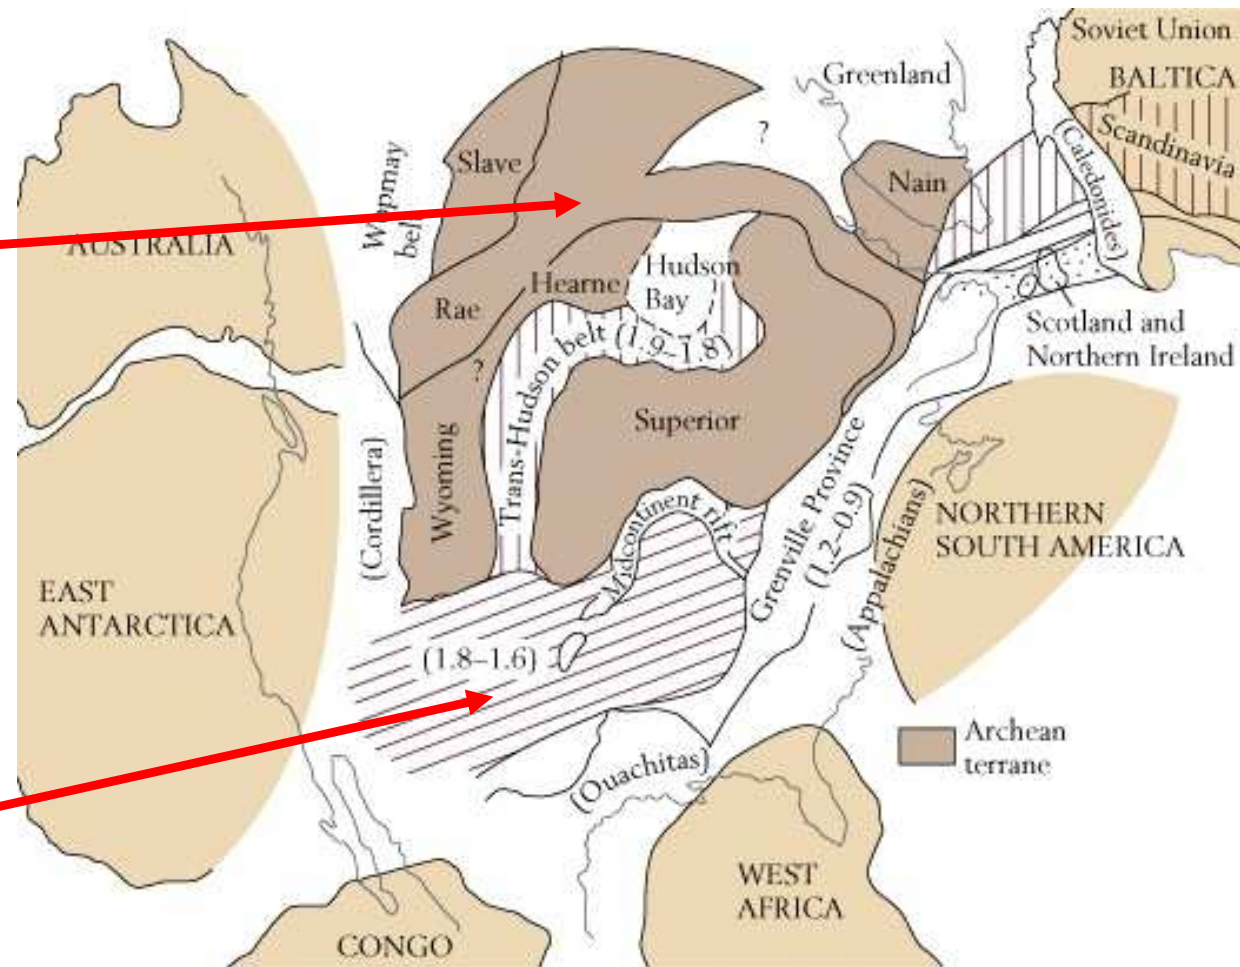 Soviet Union
BALTICA
Scandinavia
(Caledonides)
Greenland
?
Nain
Slave
Wopmay
belt
AUSTRALIA
Hudson
Bay
Hearne
Rae
?
Trans-Hudson belt (1.9–1.8)
Scotland and
Northern Ireland
Superior
Wyoming
(Cordillera)
Midcontinent rift
Grenville Province
(1.2–0.9)
(Appalachians)
NORTHERN
SOUTH AMERICA
EAST
ANTARCTICA
(1.8–1.6)
Archean
terrane
(Ouachitas)
WEST
AFRICA
CONGO